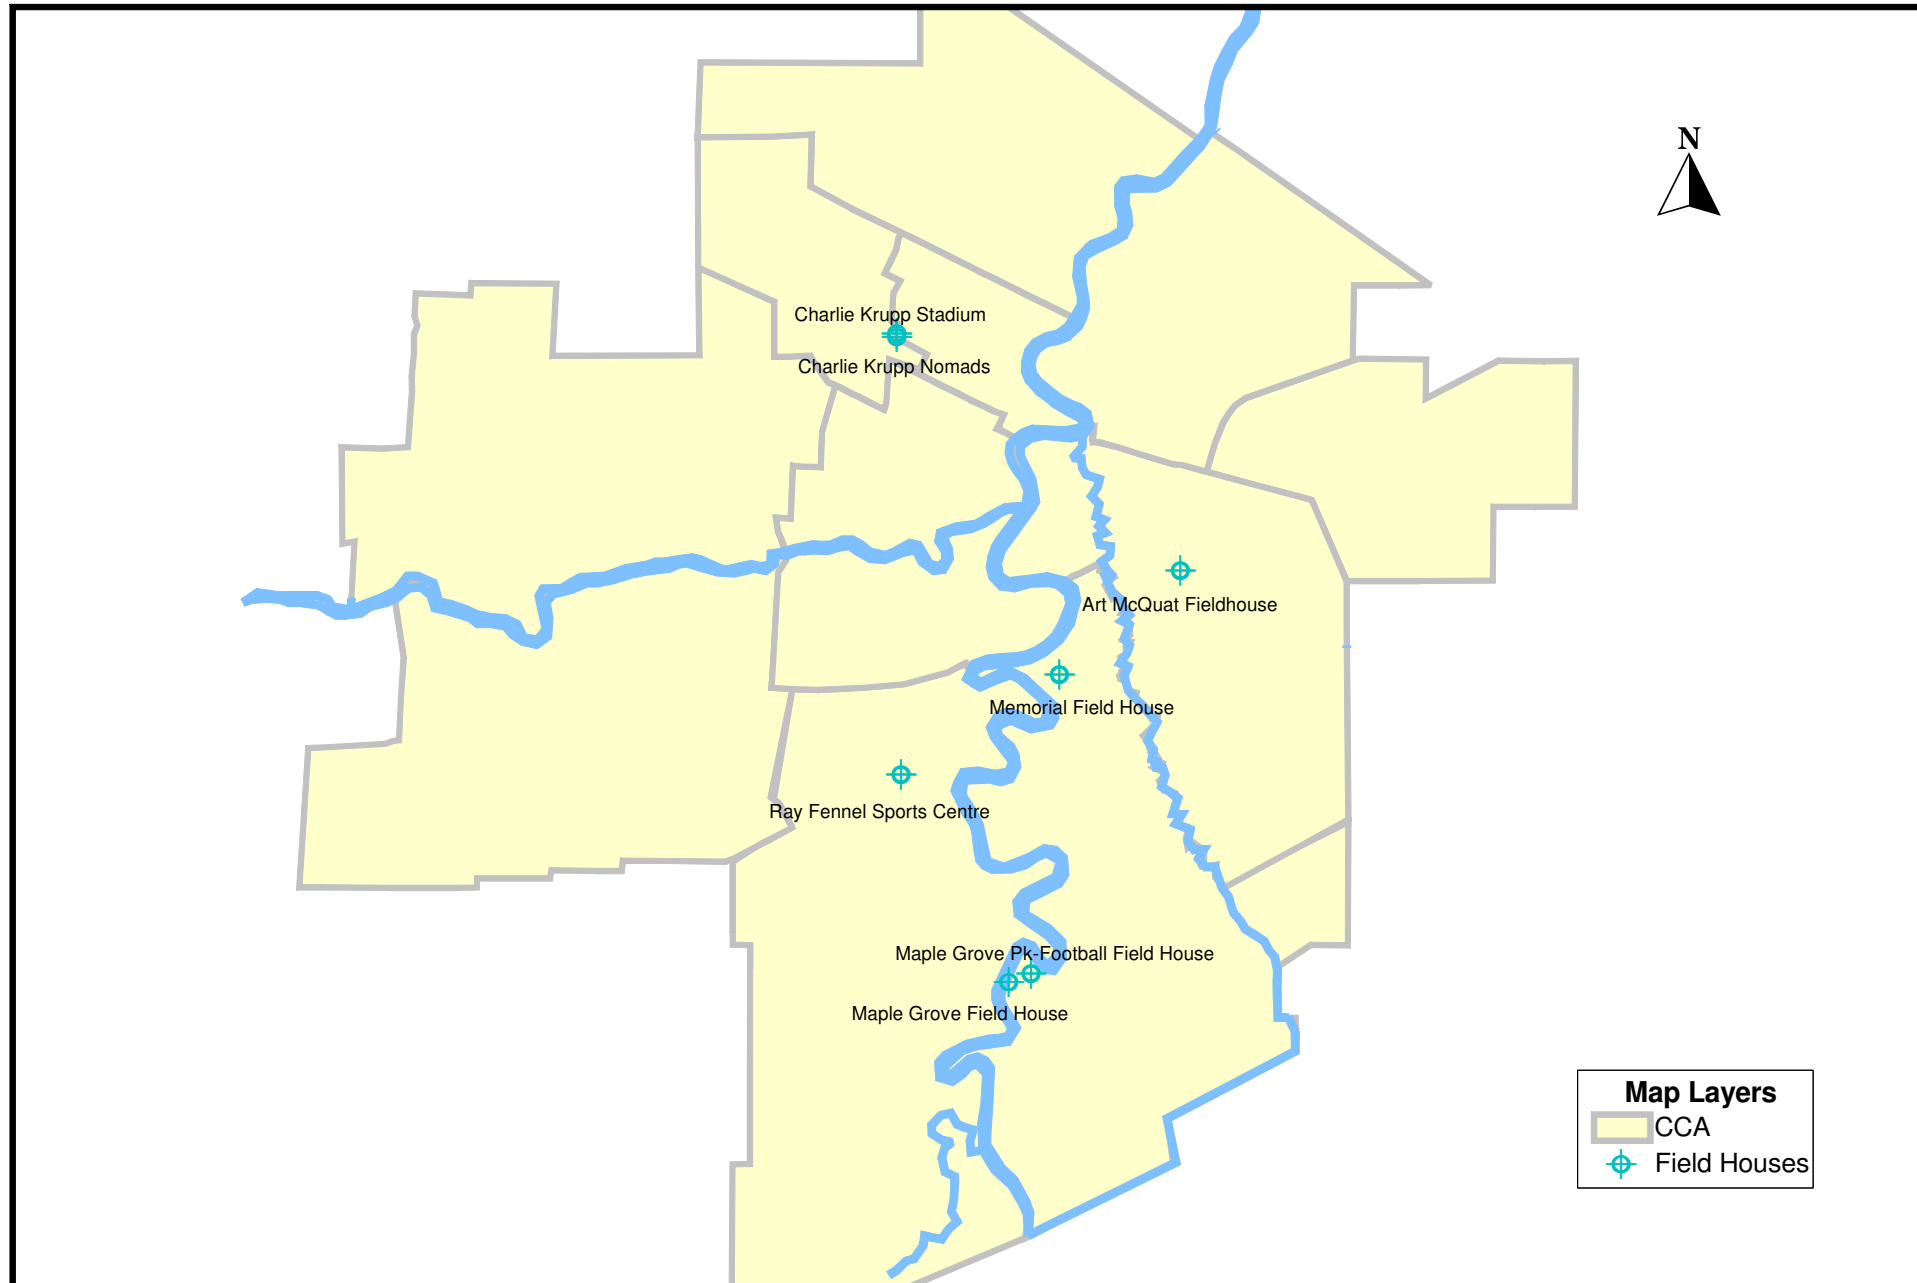 N
Charlie Krupp Stadium
Charlie Krupp Nomads
Art McQuat Fieldhouse
Memorial Field House
Ray Fennel Sports Centre
Maple Grove Pk-Football Field House
Maple Grove Field House
Map Layers
CCA
Field Houses